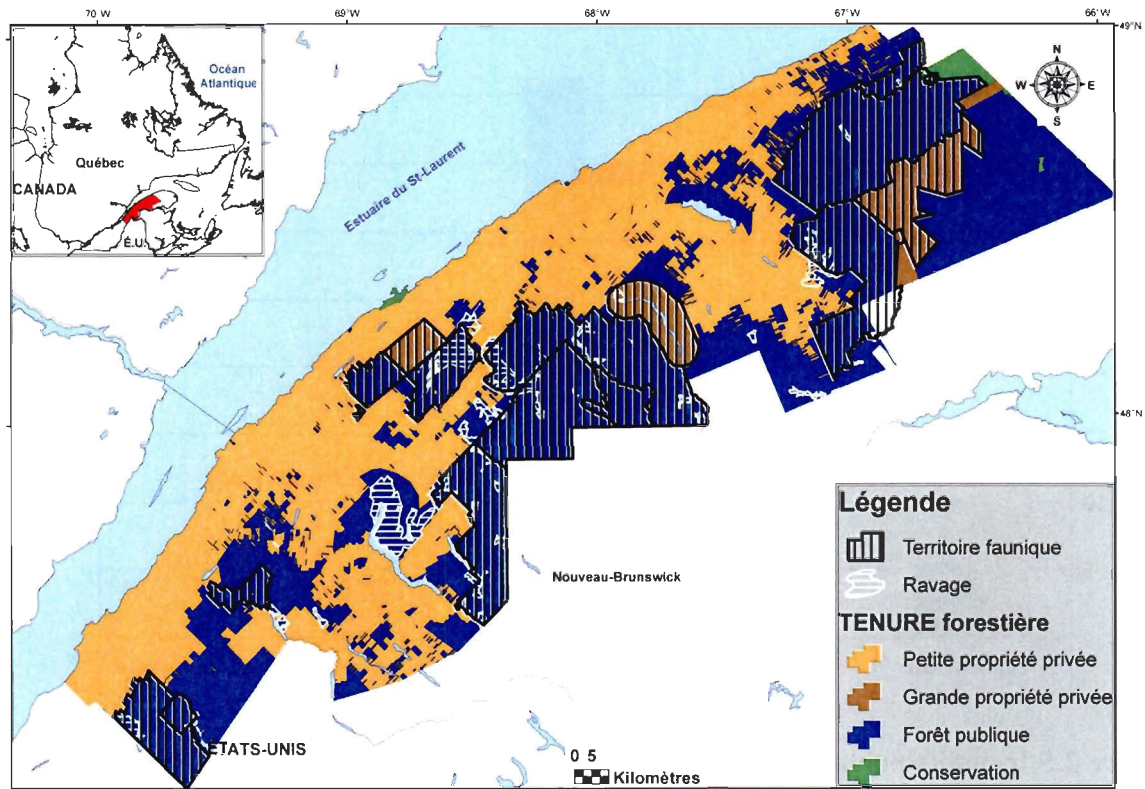 70 °W
69°W
68°W
67°W
66°W
49°N
48°N
Océan
Atlantique
Québec
CANADA
É.U.
Estuaire du St-Laurent
N
W
E
S
Nouveau-Brunswick
ÉTATS-UNIS
0 5
Kilomètres
Légende
Territoire faunique
Ravage
TENURE forestière
Petite propriété privée
Grande propriété privée
Forêt publique
Conservation